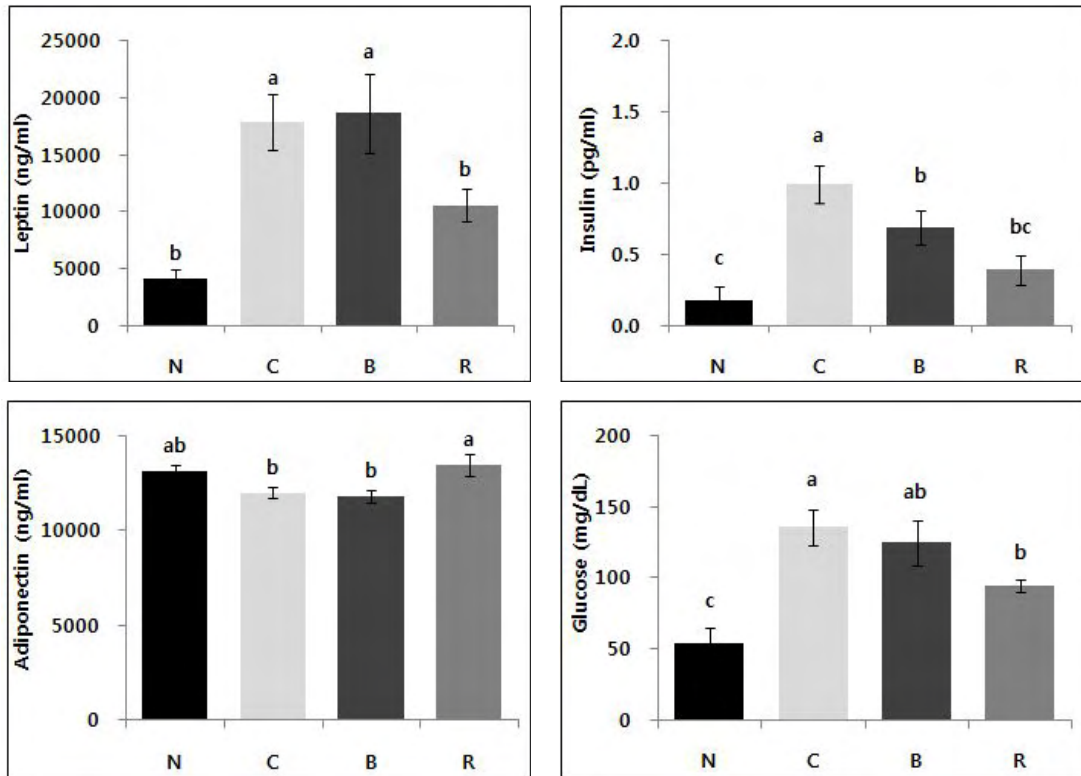 Leptin (ng/ml)
25000
20000
15000
10000
5000
0
b
a
a
b
N C B R
Insulin (pg/ml)
2.0
1.5
1.0
0.5
0.0
c
a
b
bc
N C B R
Adiponectin (ng/ml)
15000
10000
5000
0
ab
b
b
a
N C B R
Glucose (mg/dL)
200
150
100
50
0
c
a
ab
b
N C B R